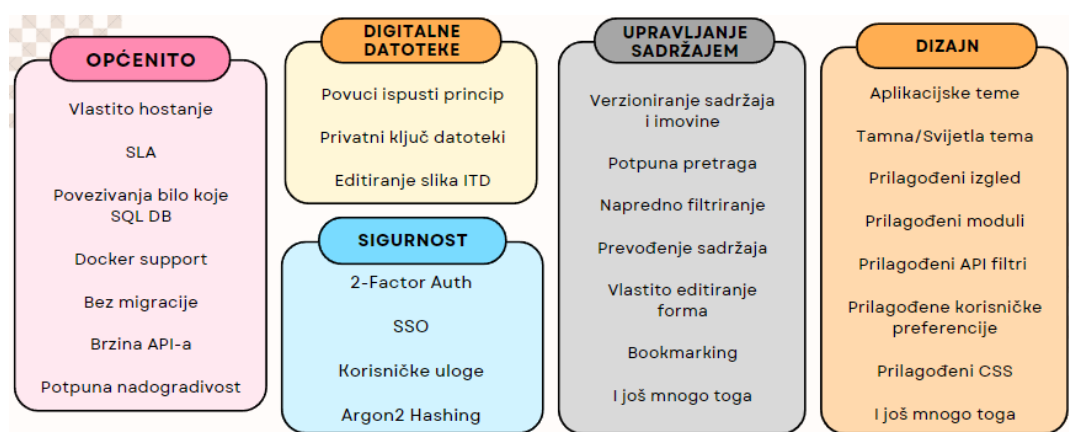 OPĆENITO
Vlastito hostanje
SLA
Povezivanja bilo koje
SQL DB
Docker support
Bez migracije
Brzina API-a
Potpuna nadogradivost
DIGITALNE
DATOTEKE
Povuci ispusti princip
Privatni ključ datoteki
Editiranje slika ITD
SIGURNOST
2-Factor Auth
SSO
Korisničke uloge
Argon2 Hashing
UPRAVLJANJE
SADRŽAJEM
Verzioniranje sadržaja
i imovine
Potpuna pretraga
Napredno filtriranje
Prevođenje sadržaja
Vlastito editiranje
forma
Bookmarking
I još mnogo toga
DIZAJN
Aplikacijske teme
Tamna/Svijetla tema
Prilagođeni izgled
Prilagođeni moduli
Prilagođeni API filtri
Prilagođene korisničke
preferencije
Prilagođeni CSS
I još mnogo toga